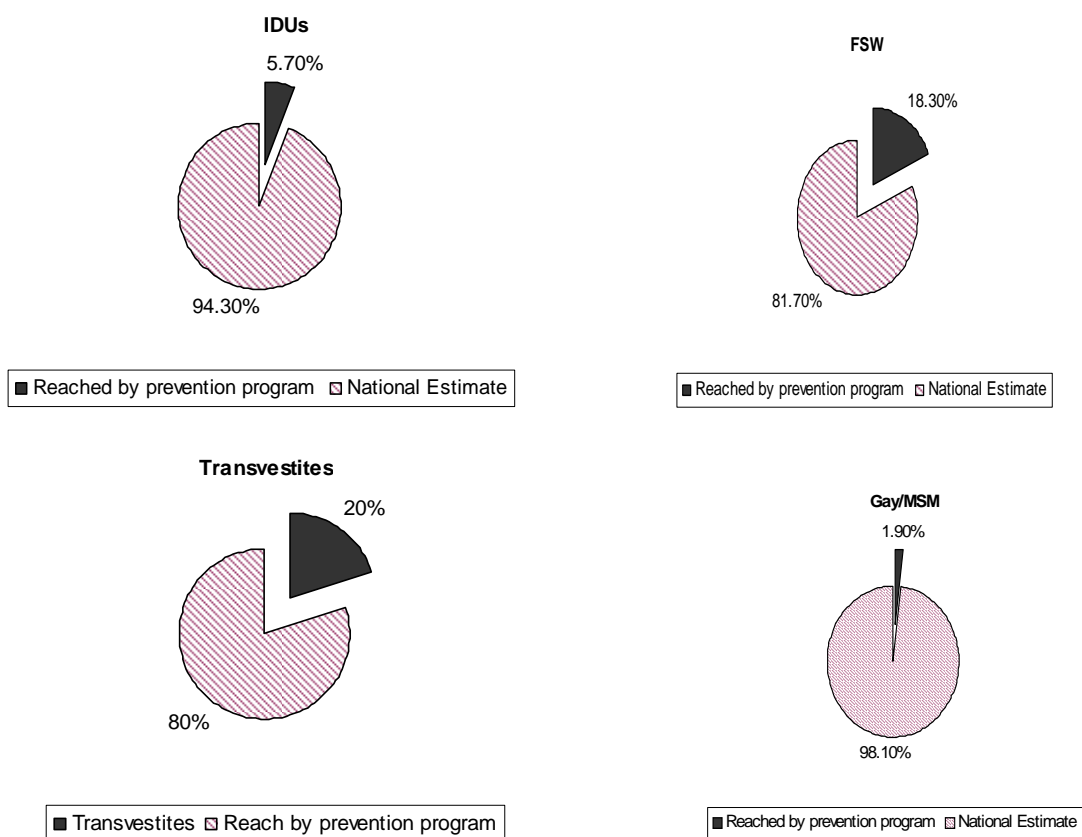 IDUs
5.70%
94.30%
Reached by prevention program National Estimate
FSW
18.30%
81.70%
Reached by prevention program National Estimate
Transvestites
20%
80%
Transvestites Reach by prevention program
Gay/MSM
1.90%
98.10%
Reached by prevention program National Estimate